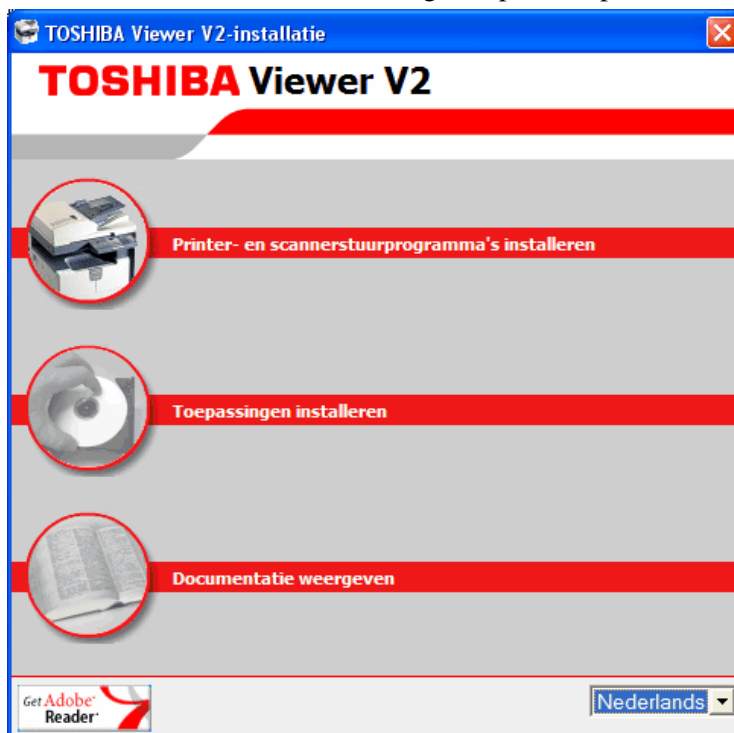 TOSHIBA Viewer V2-installatie
TOSHIBA Viewer V2
Printer- en scannerstuurprogramma's installeren
Toepassingen installeren
Documentatie weergeven
Get Adobe®
Reader®
Nederlands